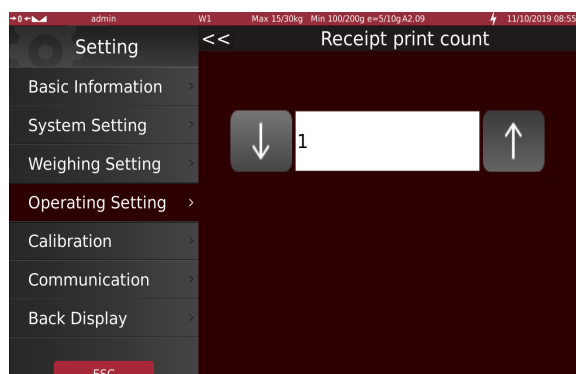 →0← admin W1 Max 15/30kg Min 100/200g e=5/10g A2.09 11/10/2019 08:55
Setting
<< Receipt print count
Basic Information >
System Setting >
1
Weighing Setting >
Operating Setting >
Calibration >
Communication >
Back Display >
ESC